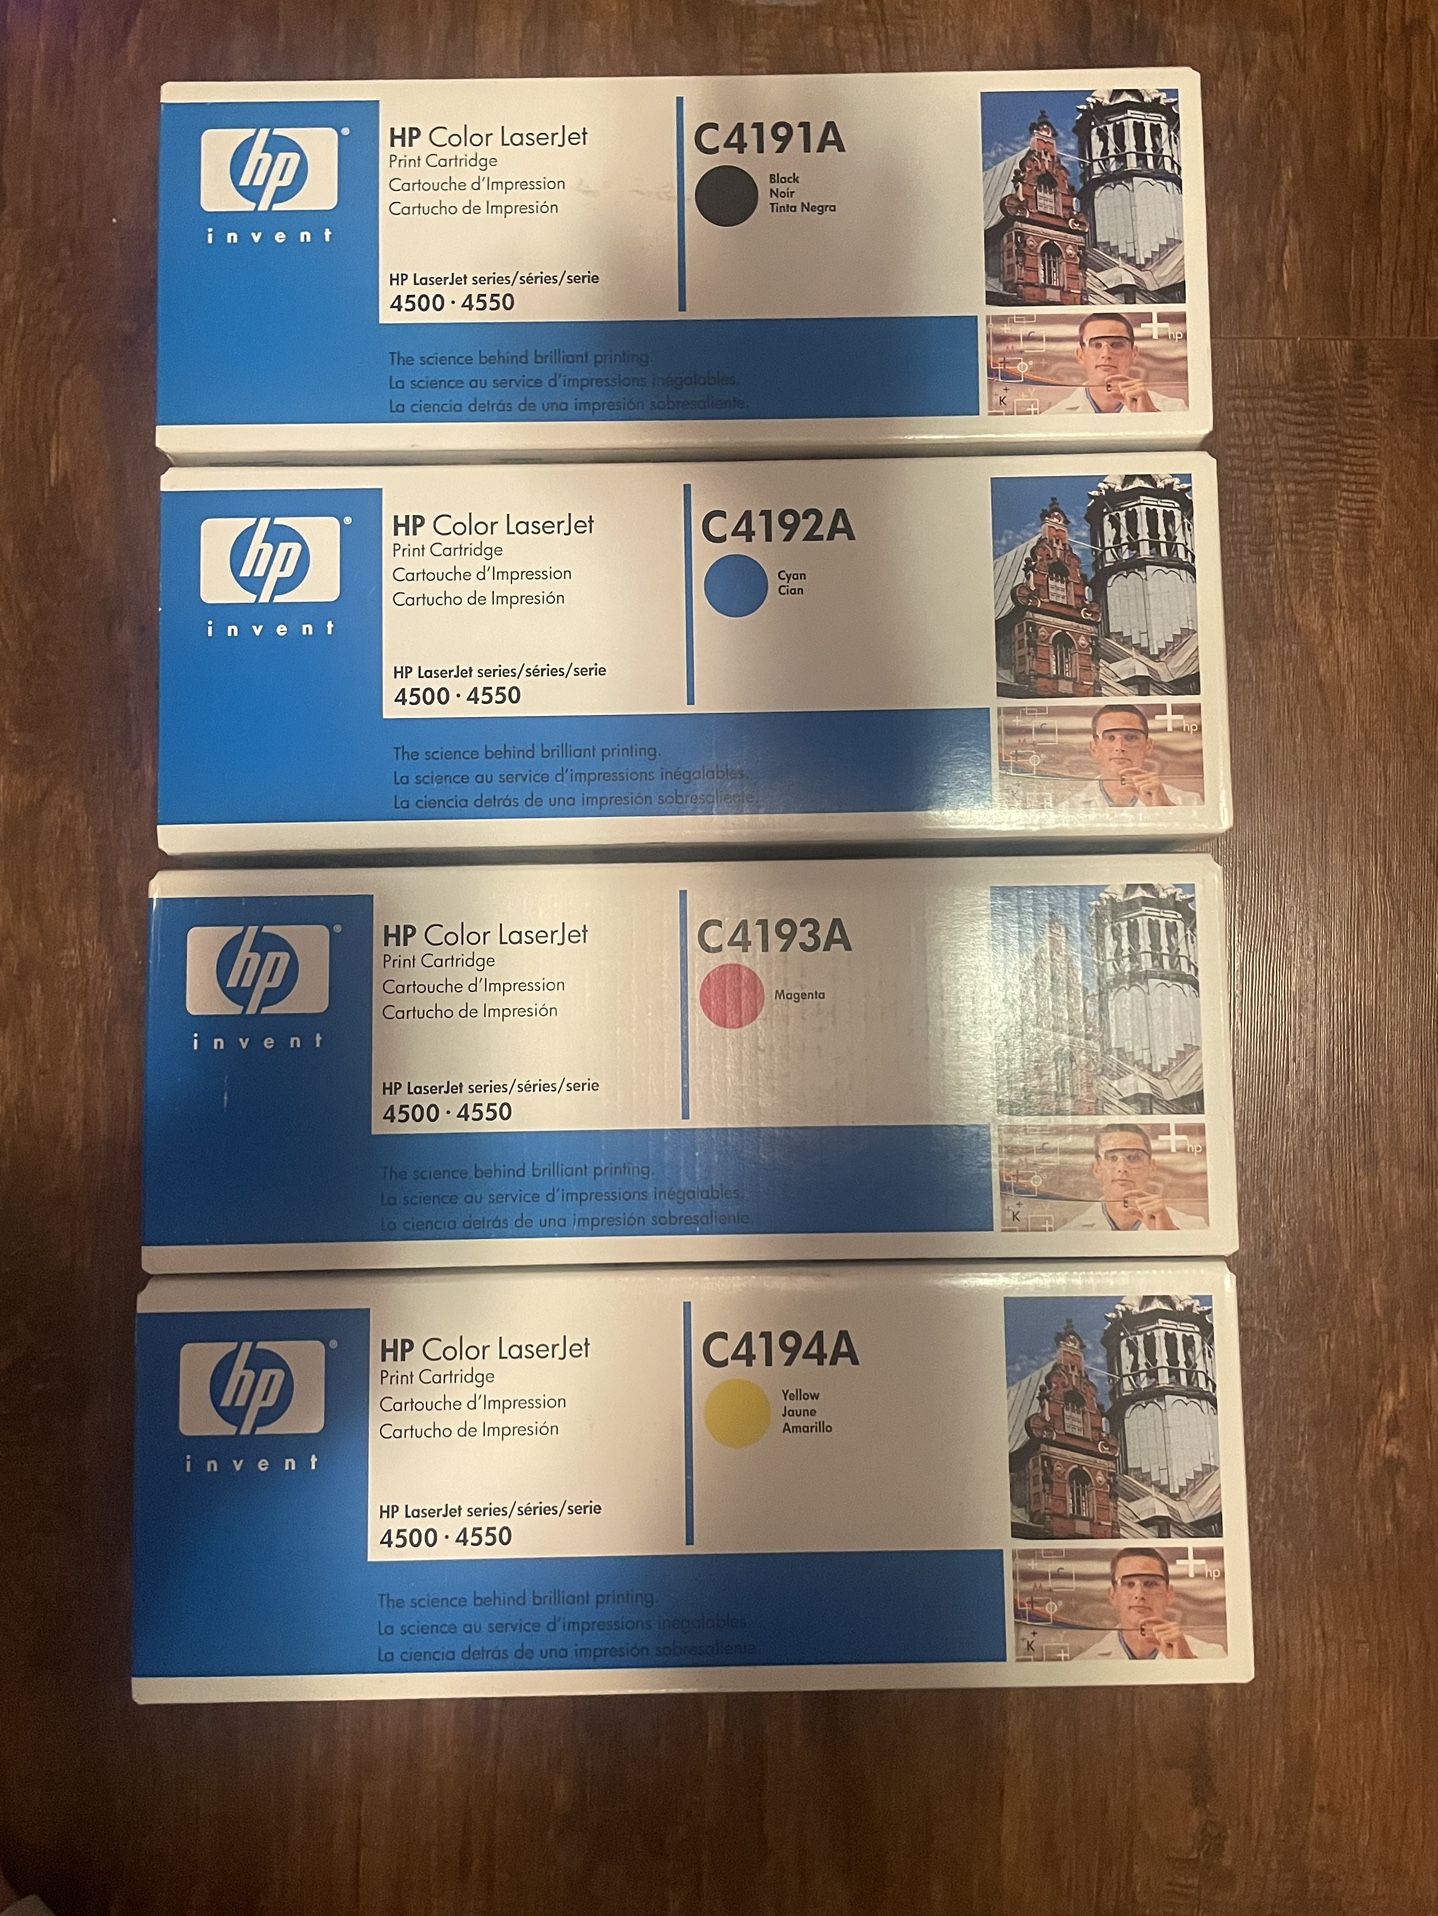 hp®
invent
HP Color LaserJet
Print Cartridge
Cartouche d'Impression
Cartucho de Impresión
HP LaserJet series/séries/serie
4500 · 4550
C4191A
Black
Noir
Tinta Negra
The science behind brilliant printing.
La science au service d'impressions inégalables.
La ciencia detrás de una impresión sobresaliente.
+hp
K
E
hp®
invent
HP Color LaserJet
Print Cartridge
Cartouche d'Impression
Cartucho de Impresión
HP LaserJet series/séries/serie
4500 · 4550
C4192A
Cyan
Cian
The science behind brilliant printing.
La science au service d'impressions inégalables.
La ciencia detrás de una impresión sobresaliente.
+hp
E
hp®
invent
HP Color LaserJet
Print Cartridge
Cartouche d'Impression
Cartucho de Impresión
HP LaserJet series/séries/serie
4500 · 4550
C4193A
Magenta
The science behind brilliant printing.
La science au service d'impressions inégalables.
La ciencia detrás de una impresión sobresaliente.
+hp
K
E
hp®
invent
HP Color LaserJet
Print Cartridge
Cartouche d'Impression
Cartucho de Impresión
HP LaserJet series/séries/serie
4500 · 4550
C4194A
Yellow
Jaune
Amarillo
The science behind brilliant printing.
La science au service d'impressions inégalables.
La ciencia detrás de una impresión sobresaliente.
+hp
K
E